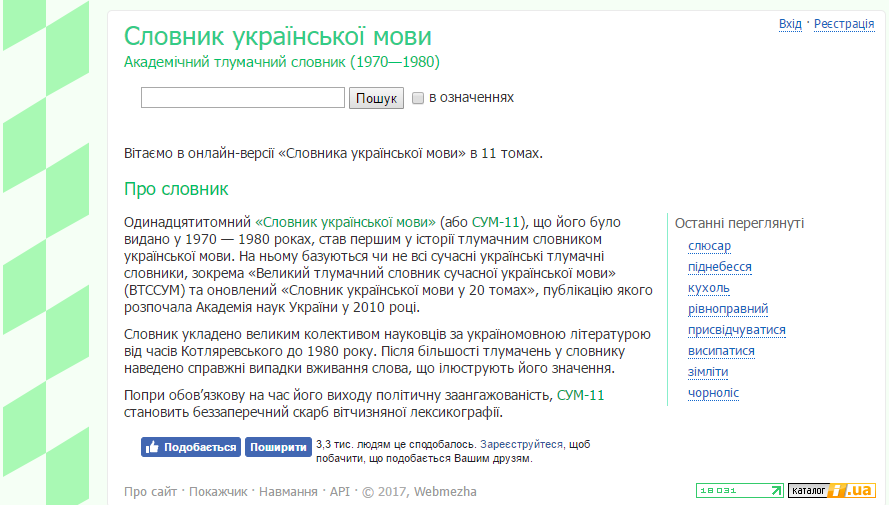 Вхід · Реєстрація
Словник української мови
Академічний тлумачний словник (1970—1980)
Пошук в означеннях
Вітаємо в онлайн-версії «Словника української мови» в 11 томах.
Про словник
Одинадцятитомний «Словник української мови» (або СУМ-11), що його було
видано у 1970 — 1980 роках, став першим у історії тлумачним словником
української мови. На ньому базуються чи не всі сучасні українські тлумачні
словники, зокрема «Великий тлумачний словник сучасної української мови»
(ВТССУМ) та оновлений «Словник української мови у 20 томах», публікацію якого
розпочала Академія наук України у 2010 році.
Словник укладено великим колективом науковців за україномовною літературою
від часів Котляревського до 1980 року. Після більшості тлумачень у словнику
наведено справжні випадки вживання слова, що ілюструють його значення.
Попри обов’язкову на час його виходу політичну заангажованість, СУМ-11
становить беззаперечний скарб вітчизняної лексикографії.
Останні переглянуті
слюсар
піднебесся
кухоль
рівноправний
присвідчуватися
висипатися
зімліти
чорноліс
Подобається Поширити 3,3 тис. людям це сподобалось. Зареєструйтеся, щоб
побачити, що подобається Вашим друзям.
Про сайт · Покажчик · Навмання · API · © 2017, Webmezha
18031
каталог i.ua